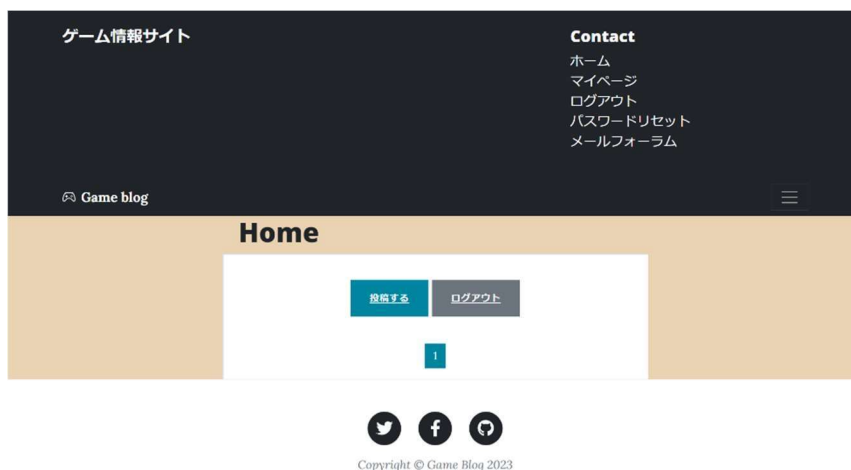 ゲーム情報サイト
Contact
ホーム
マイページ
ログアウト
パスワードリセット
メールフォーラム
Game blog
Home
投稿する ログアウト
1
Copyright © Game Blog 2023